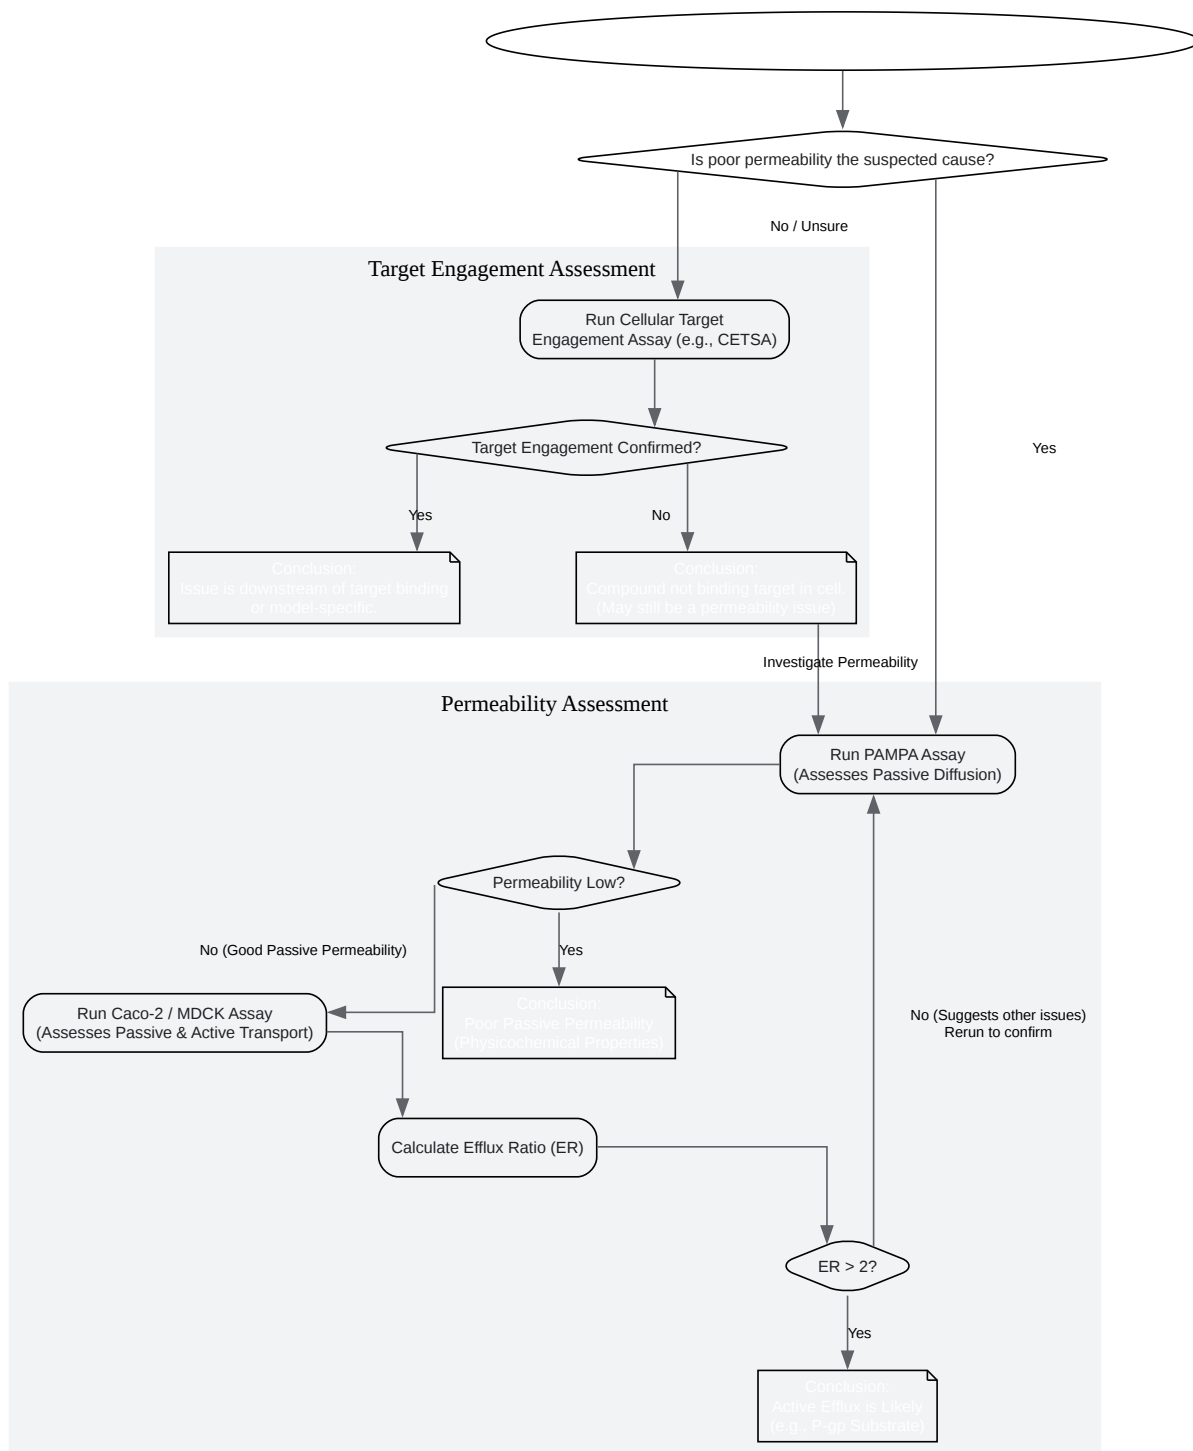 Is poor permeability the suspected cause?
No / Unsure
Target Engagement Assessment
Run Cellular Target
Engagement Assay (e.g., CETSA)
Target Engagement Confirmed?
Yes
Yes
No
Conclusion:
Issue is downstream of target binding
or model-specific.
Conclusion:
Compound not binding target in cell.
(May still be a permeability issue)
Investigate Permeability
Permeability Assessment
Run PAMPA Assay
(Assesses Passive Diffusion)
Permeability Low?
No (Good Passive Permeability)
Yes
Run Caco-2 / MDCK Assay
(Assesses Passive & Active Transport)
Conclusion:
Poor Passive Permeability
(Physicochemical Properties)
No (Suggests other issues)
Rerun to confirm
Calculate Efflux Ratio (ER)
ER > 2?
Yes
Conclusion:
Active Efflux is Likely
(e.g., P-gp Substrate)